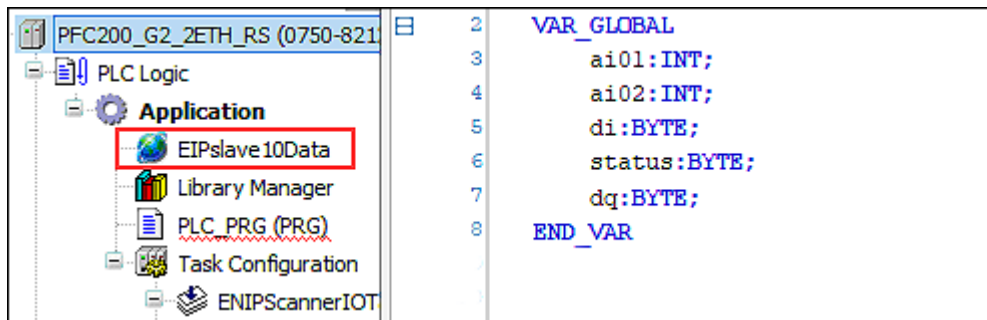 PFC200_G2_2ETH_RS (0750-821
PLC Logic
Application
EIPslave10Data
Library Manager
PLC_PRG (PRG)
Task Configuration
ENIPScannerIOT
2 VAR_GLOBAL
3 ai01:INT;
4 ai02:INT;
5 di:BYTE;
6 status:BYTE;
7 dq:BYTE;
8 END_VAR